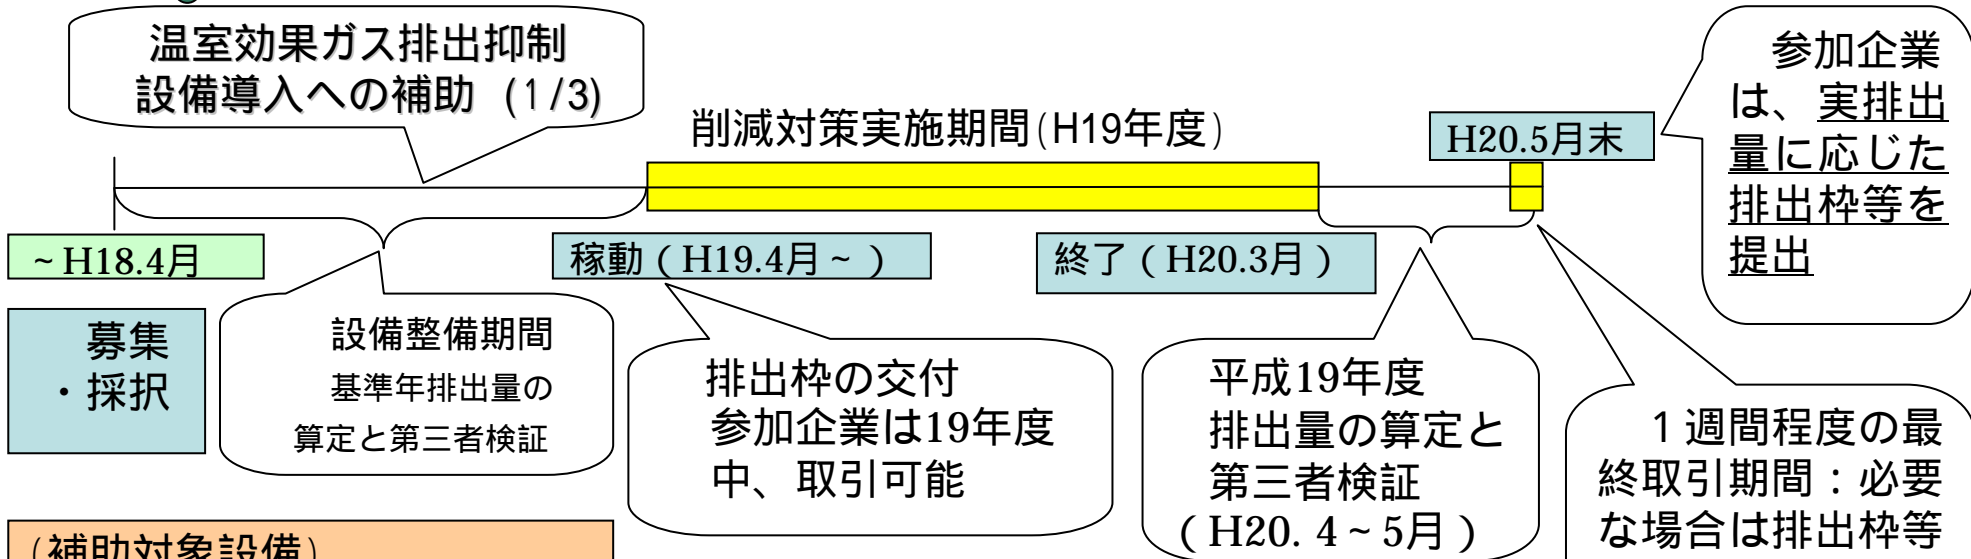 温室効果ガス排出抑制
設備導入への補助 (1/3)
削減対策実施期間(H19年度)
H20.5月末
参加企業
は、実排出
量に応じた
排出枠等を
提出
~H18.4月
稼動(H19.4月~)
終了(H20.3月)
募集
・採択
設備整備期間
基準年排出量の
算定と第三者検証
排出枠の交付
参加企業は19年度
中、取引可能
平成19年度
排出量の算定と
第三者検証
(H20. 4~5月)
1週間程度の最
終取引期間:必要
な場合は排出枠等
(補助対象設備)